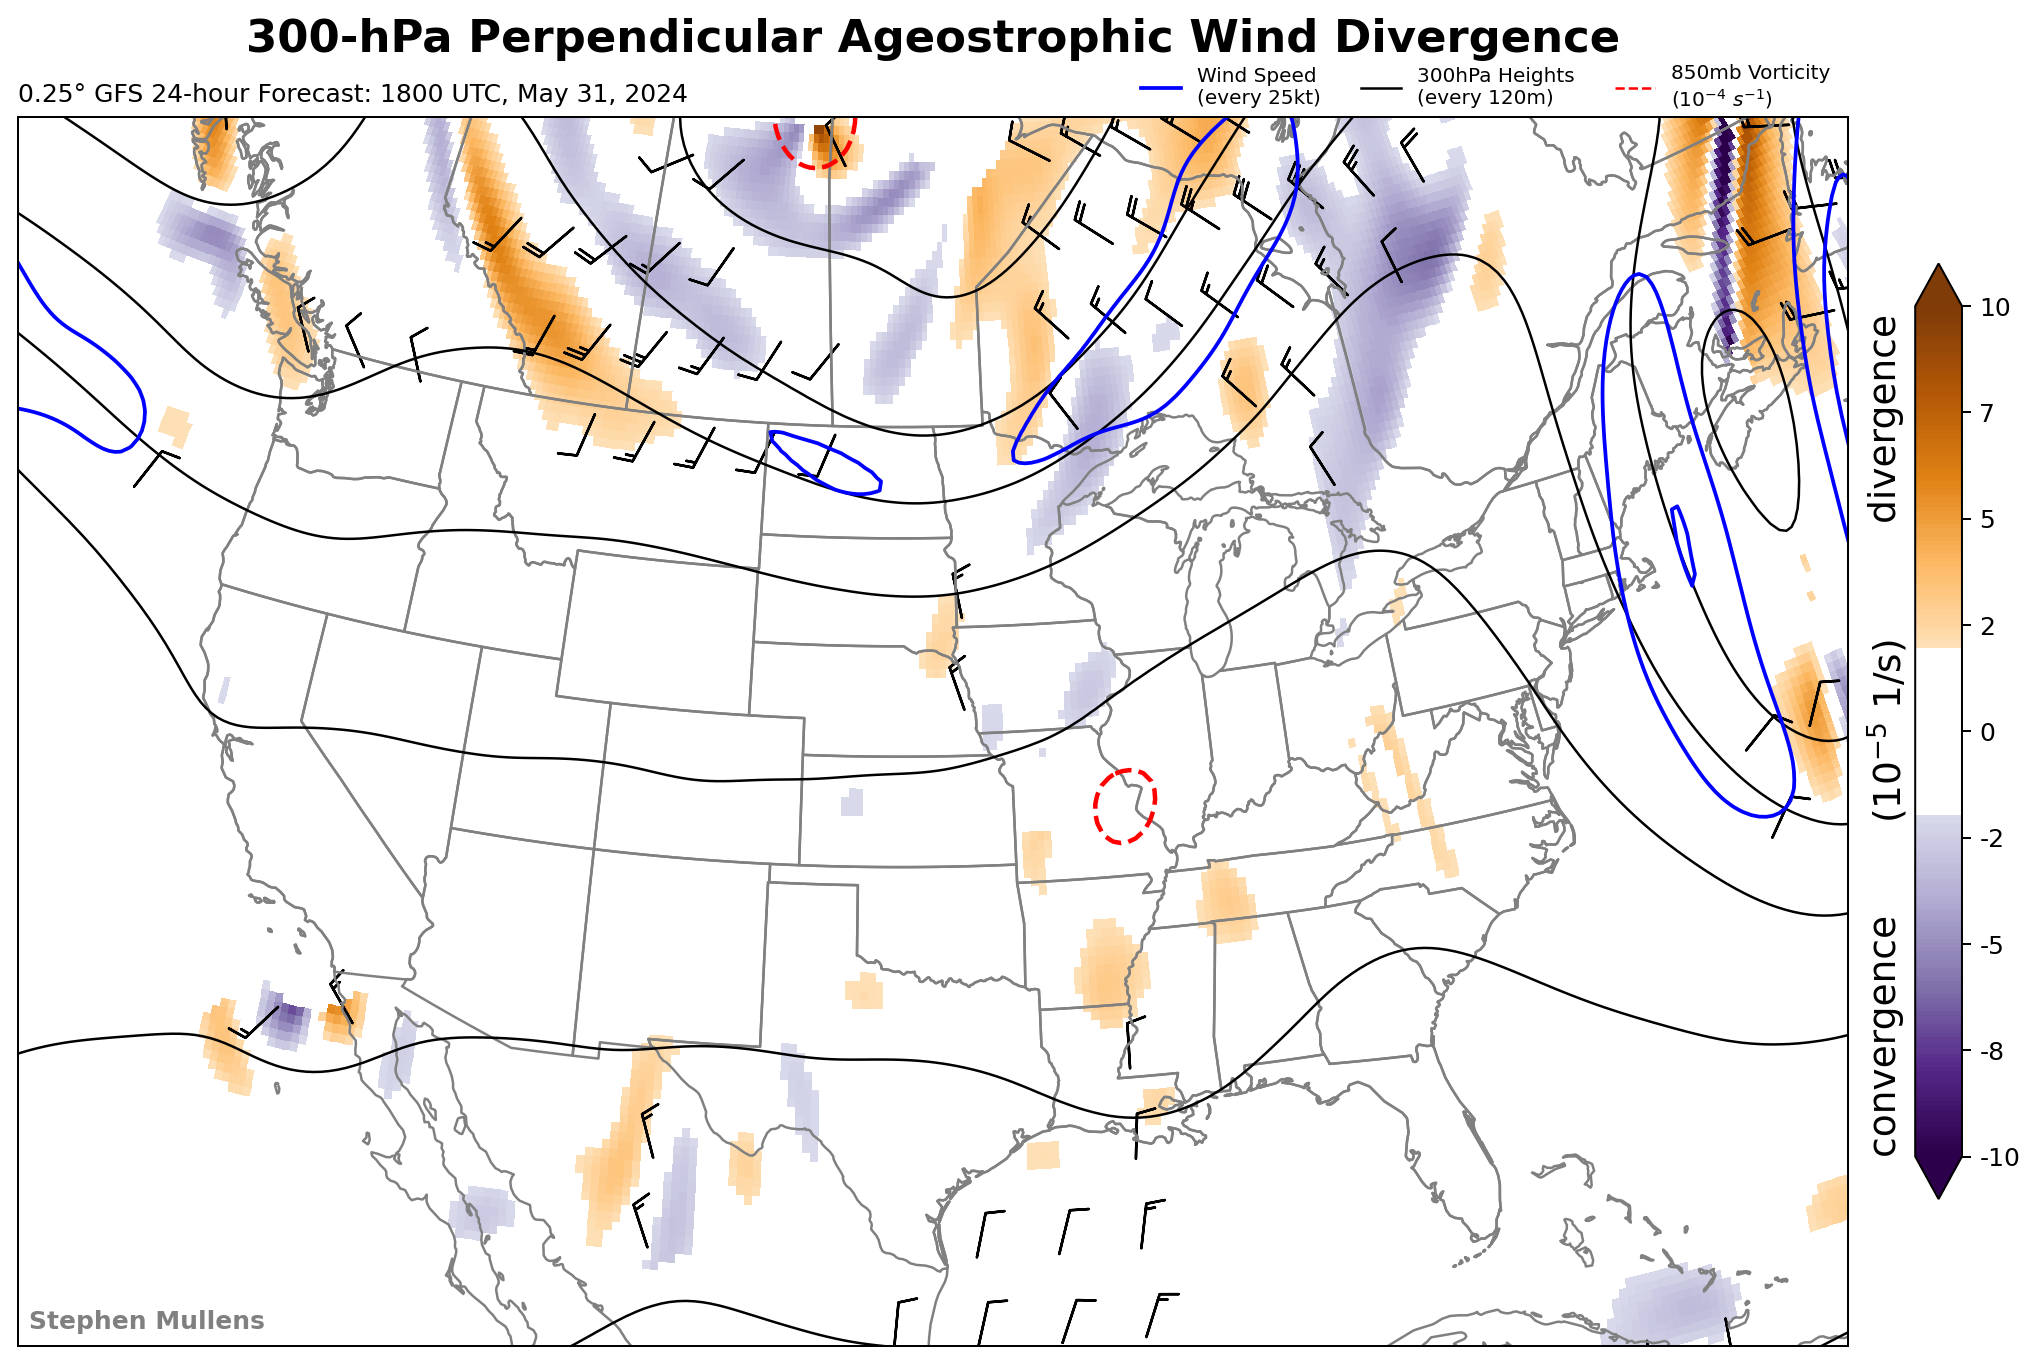 300-hPa Perpendicular Ageostrophic Wind Divergence
0.25° GFS 24-hour Forecast: 1800 UTC, May 31, 2024
Wind Speed
(every 25kt)
300hPa Heights
(every 120m)
850mb Vorticity
(10⁻⁴ s⁻¹)
10
7
5
2
0
-2
-5
-8
-10
convergence (10⁻⁵ 1/s) divergence
Stephen Mullens